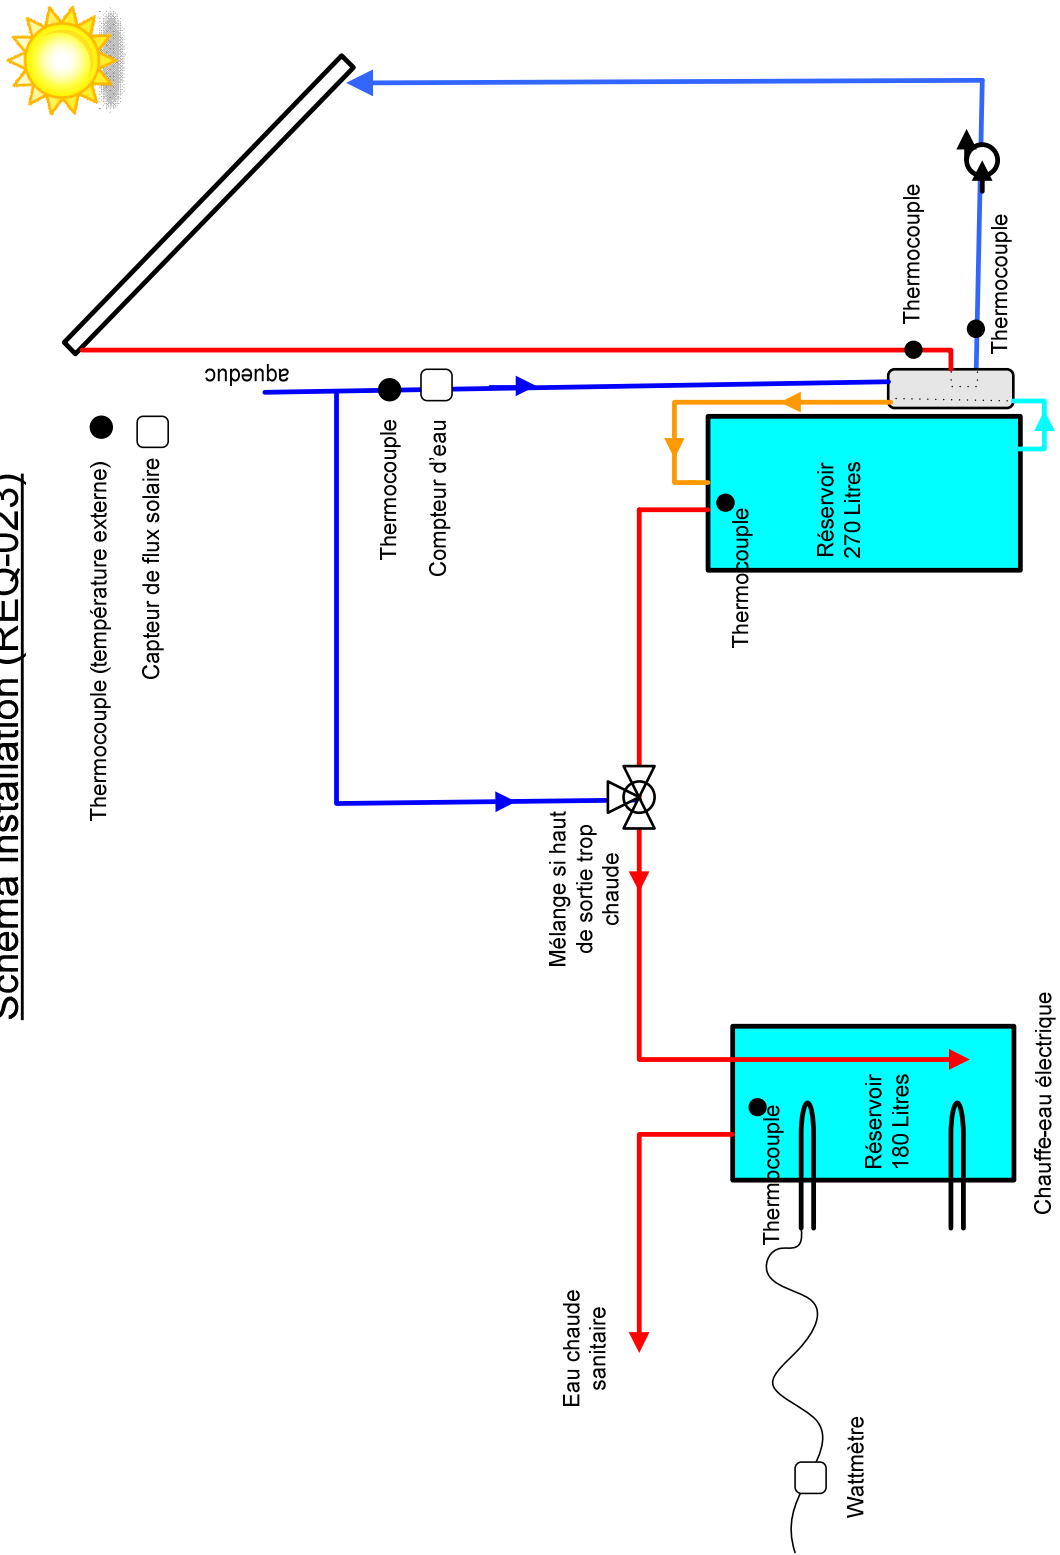 Schéma Installation (REQ-023)
Thermocouple (température externe)
Capteur de flux solaire
aqueduc
Thermocouple
Compteur d'eau
Thermocouple
Thermocouple
Thermocouple
Réservoir
270 Litres
Mélange si haut
de sortie trop
chaude
Thermocouple
Réservoir
180 Litres
Chauffe-eau électrique
Eau chaude
sanitaire
Wattmètre